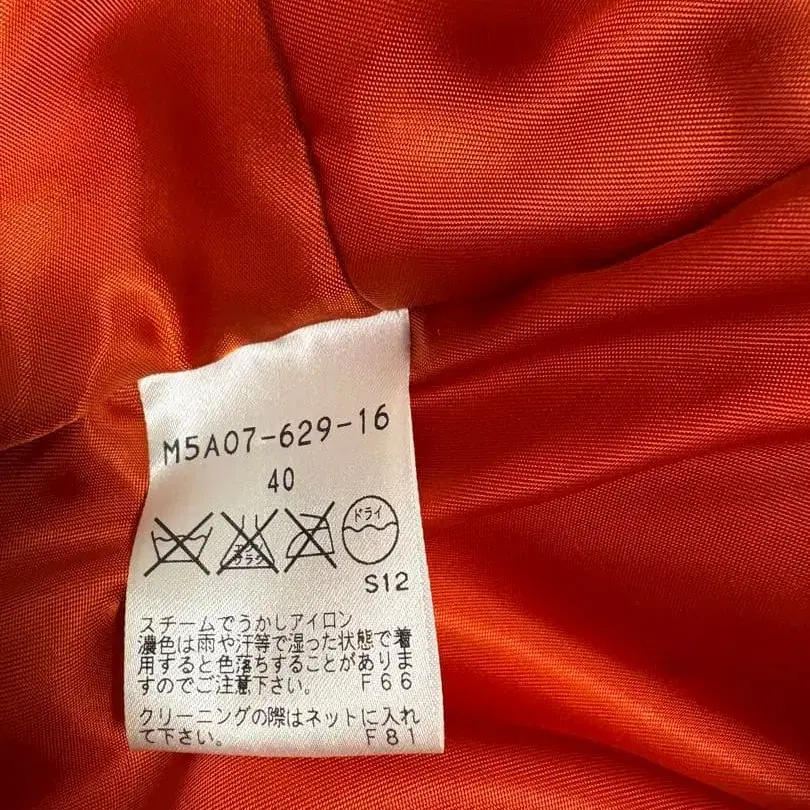 M5A07-629-16
40
ドライ
S12
スチームでうかしアイロン
濃色は雨や汗等で湿った状態で着
用すると色落ちすることがありま
すのでご注意下さい。 F66
クリーニングの際はネットに入れ
て下さい。 F81